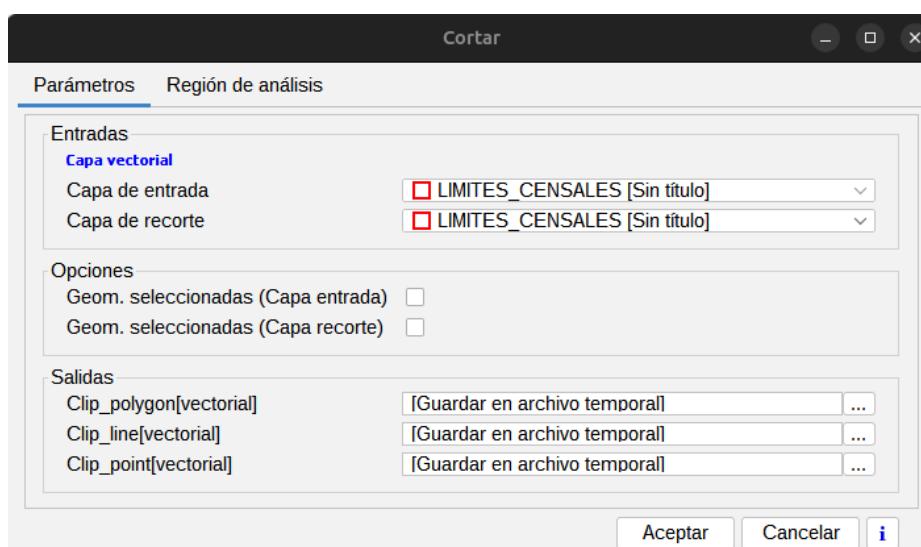 Cortar
Parámetros Región de análisis
Entradas
Capa vectorial
Capa de entrada LIMITES_CENSALES [Sin título]
Capa de recorte LIMITES_CENSALES [Sin título]
Opciones
Geom. seleccionadas (Capa entrada)
Geom. seleccionadas (Capa recorte)
Salidas
Clip_polygon[vectorial] [Guardar en archivo temporal] ...
Clip_line[vectorial] [Guardar en archivo temporal] ...
Clip_point[vectorial] [Guardar en archivo temporal] ...
Aceptar Cancelar i